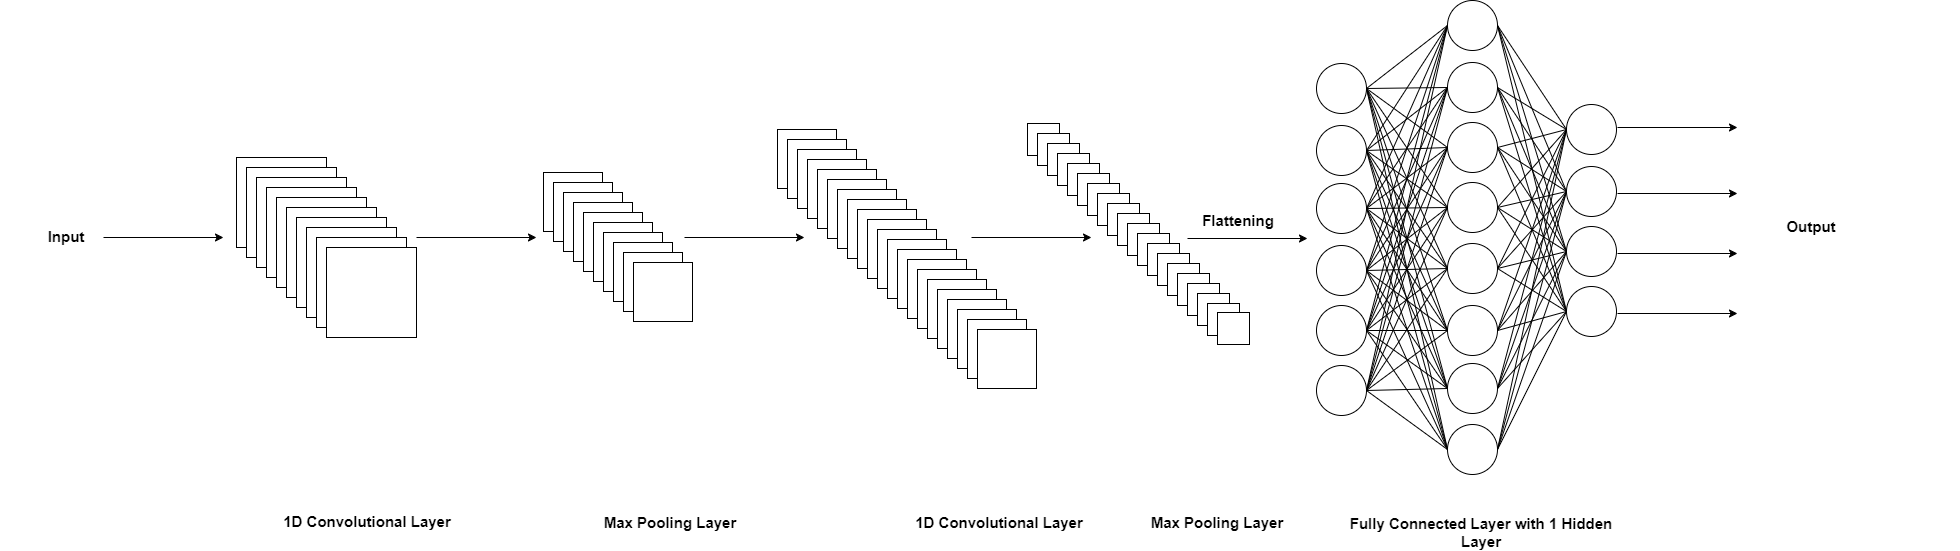 Input
Flattening
Output
1D Convolutional Layer
Max Pooling Layer
1D Convolutional Layer
Max Pooling Layer
Fully Connected Layer with 1 Hidden
Layer